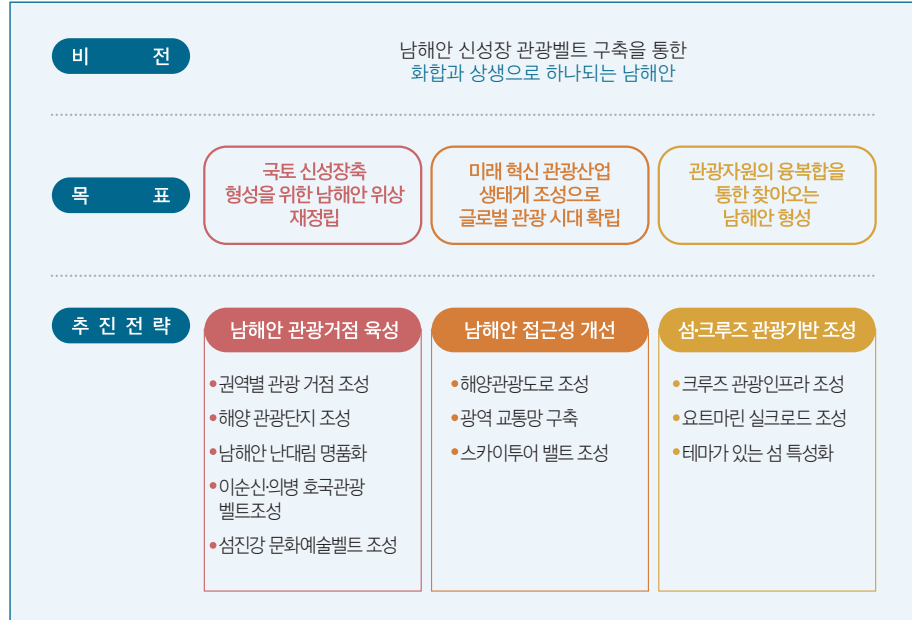 비 전
남해안 신성장 관광벨트 구축을 통한
화합과 상생으로 하나되는 남해안
목 표
국토 신성장축
형성을 위한 남해안 위상
재정립
미래 혁신 관광산업
생태게 조성으로
글로벌 관광 시대 확립
관광자원의 융복합을
통한 찾아오는
남해안 형성
추 진 전 략
남해안 관광거점 육성
•권역별 관광 거점 조성
•해양 관광단지 조성
•남해안 난대림 명품화
•이순신·의병 호국관광
벨트조성
•섬진강 문화예술벨트 조성
남해안 접근성 개선
•해양관광도로 조성
•광역 교통망 구축
•스카이투어 밸트 조성
섬·크루즈 관광기반 조성
•크루즈 관광인프라 조성
•요트마린 실크로드 조성
•테마가 있는 섬 특성화